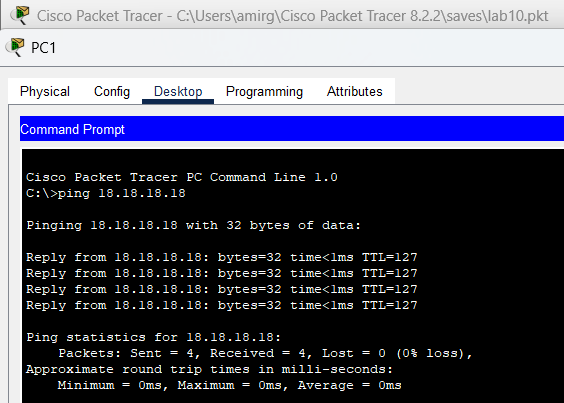 Cisco Packet Tracer - C:\Users\amirg\Cisco Packet Tracer 8.2.2\saves\lab10.pkt
PC1
Physical Config Desktop Programming Attributes
Command Prompt
Cisco Packet Tracer PC Command Line 1.0
C:\>ping 18.18.18.18
Pinging 18.18.18.18 with 32 bytes of data:
Reply from 18.18.18.18: bytes=32 time<1ms TTL=127
Reply from 18.18.18.18: bytes=32 time<1ms TTL=127
Reply from 18.18.18.18: bytes=32 time<1ms TTL=127
Reply from 18.18.18.18: bytes=32 time<1ms TTL=127
Ping statistics for 18.18.18.18:
Packets: Sent = 4, Received = 4, Lost = 0 (0% loss),
Approximate round trip times in milli-seconds:
Minimum = 0ms, Maximum = 0ms, Average = 0ms